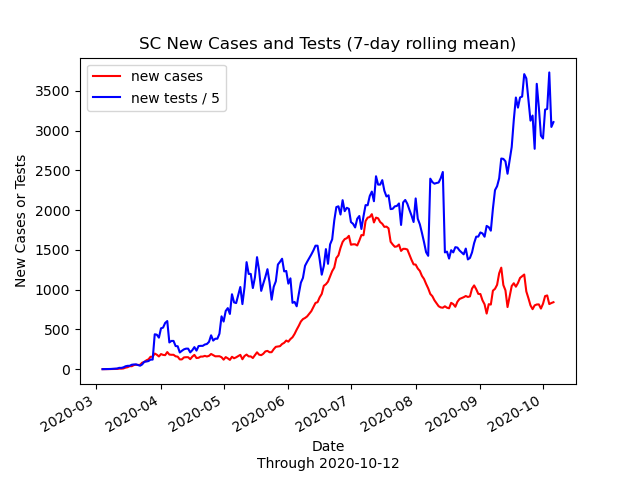 SC New Cases and Tests (7-day rolling mean)
new cases
new tests / 5
New Cases or Tests
3500
3000
2500
2000
1500
1000
500
0
2020-03
2020-04
2020-05
2020-06
2020-07
2020-08
2020-09
2020-10
Date
Through 2020-10-12